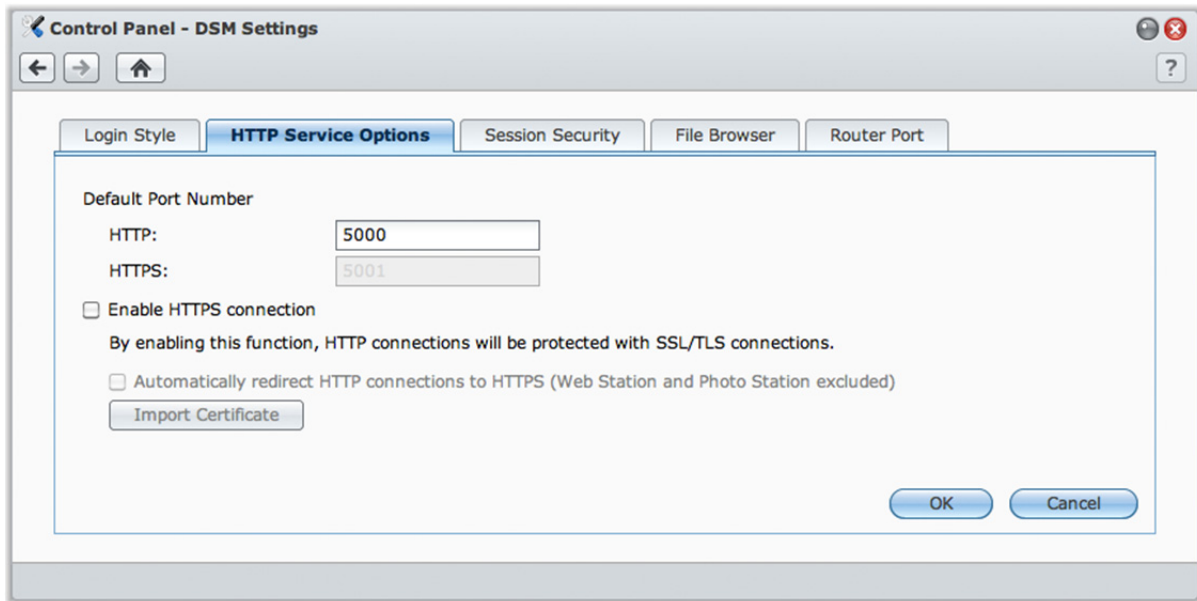 Control Panel - DSM Settings
?
Login Style HTTP Service Options Session Security File Browser Router Port
Default Port Number
HTTP: 5000
HTTPS: 5001
Enable HTTPS connection
By enabling this function, HTTP connections will be protected with SSL/TLS connections.
Automatically redirect HTTP connections to HTTPS (Web Station and Photo Station excluded)
Import Certificate
OK Cancel